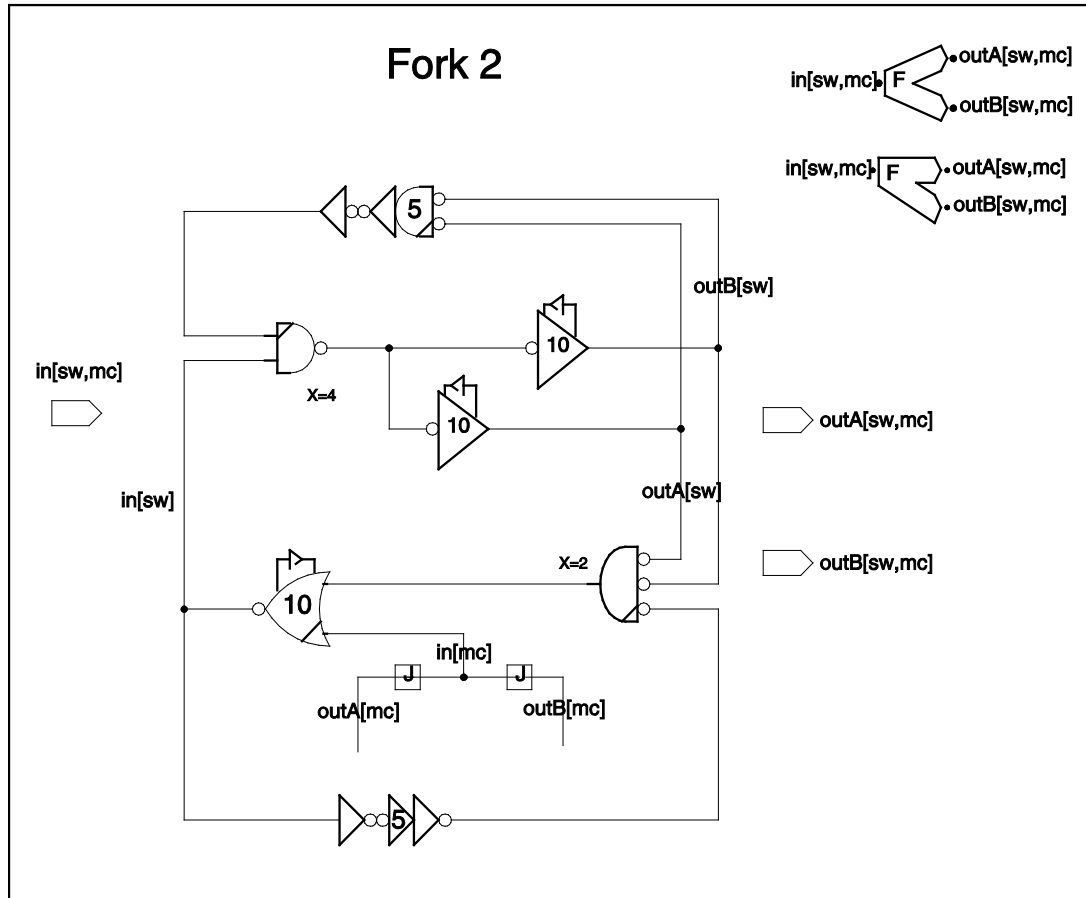 Fork 2
in[sw,mc]
F
outA[sw,mc]
outB[sw,mc]
in[sw,mc]
F
outA[sw,mc]
outB[sw,mc]
5
outB[sw]
10
in[sw,mc]
X=4
10
outA[sw,mc]
in[sw]
outA[sw]
X=2
outB[sw,mc]
10
in[mc]
J
J
outA[mc]
outB[mc]
5